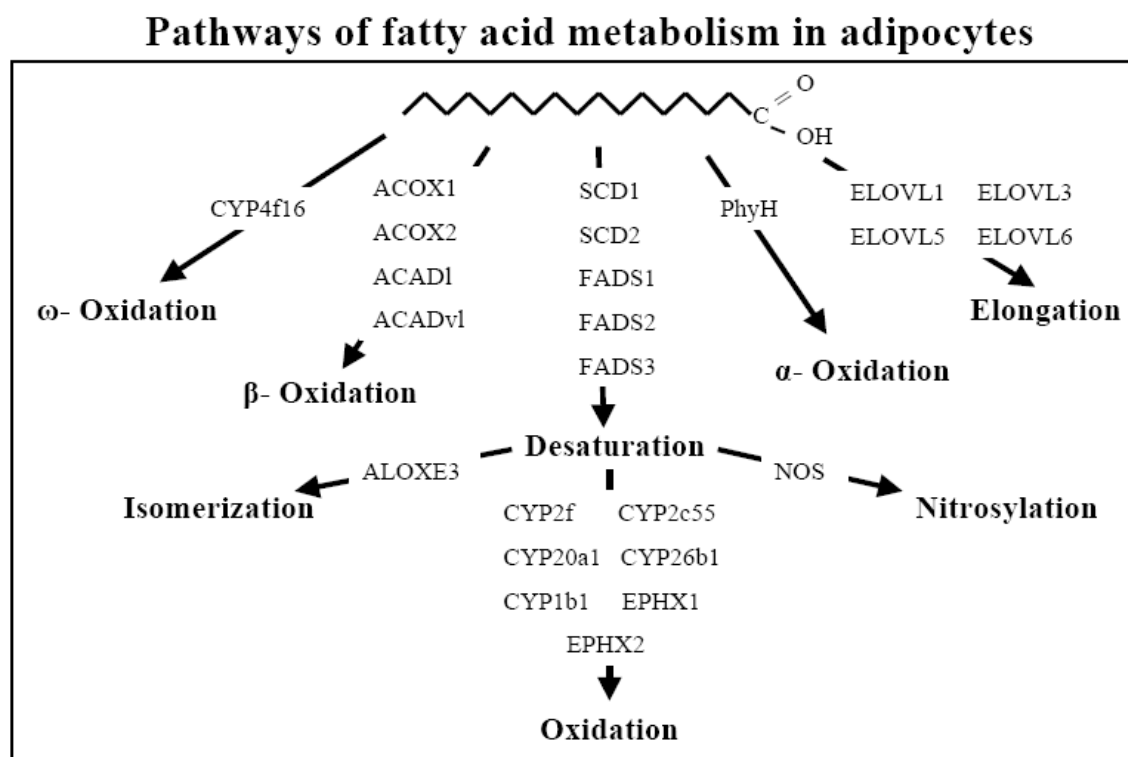 Pathways of fatty acid metabolism in adipocytes
O
C
OH
CYP4f16
ω- Oxidation
ACOX1
ACOX2
ACADl
ACADvl
β- Oxidation
SCD1
SCD2
FADS1
FADS2
FADS3
Desaturation
PhyH
α- Oxidation
ELOVL1 ELOVL3
ELOVL5 ELOVL6
Elongation
ALOXE3
Isomerization
NOS
Nitrosylation
CYP2f CYP2c55
CYP20a1 CYP26b1
CYP1b1 EPHX1
EPHX2
Oxidation